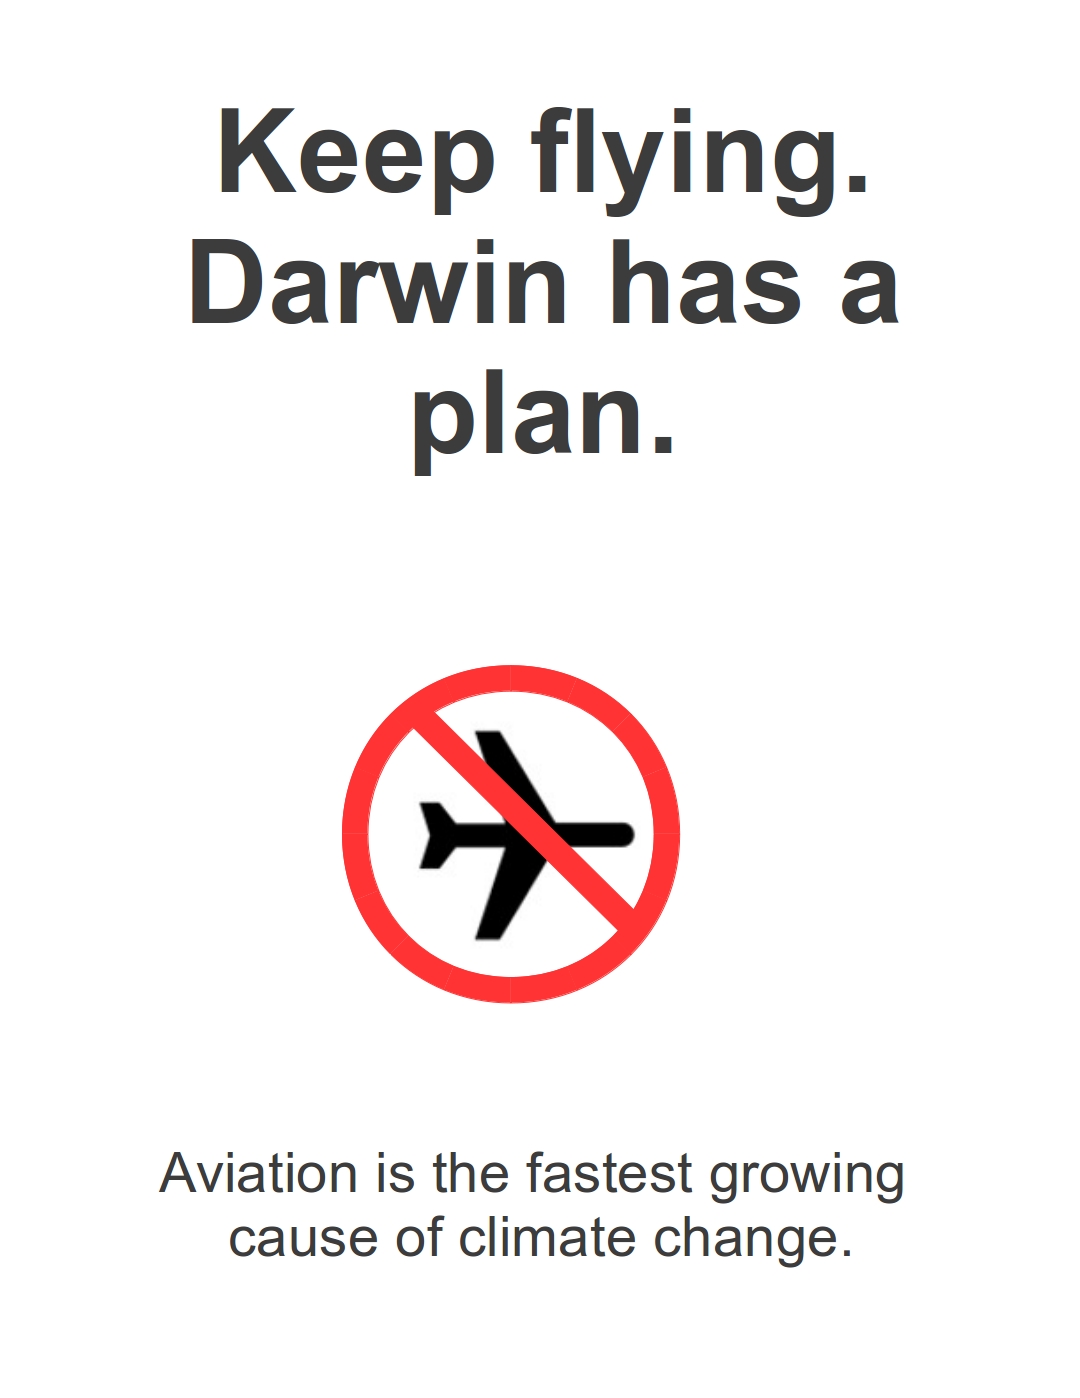 Keep flying.
Darwin has a
plan.
Aviation is the fastest growing
cause of climate change.